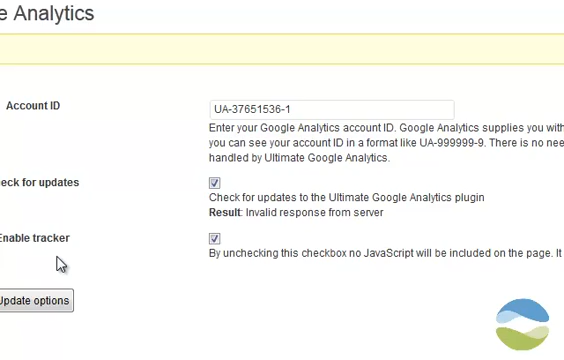 e Analytics
Account ID
UA-37651536-1
Enter your Google Analytics account ID. Google Analytics supplies you with
you can see your account ID in a format like UA-999999-9. There is no nee
handled by Ultimate Google Analytics.
eck for updates
Check for updates to the Ultimate Google Analytics plugin
Result: Invalid response from server
Enable tracker
By unchecking this checkbox no JavaScript will be included on the page. It
Update options